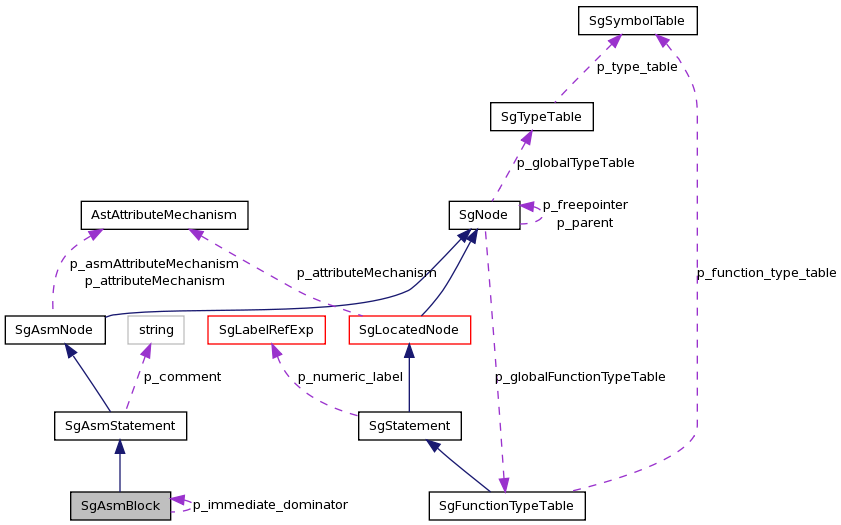 SgSymbolTable
p_type_table
SgTypeTable
p_globalTypeTable
AstAttributeMechanism
SgNode
p_freepointer
p_parent
p_asmAttributeMechanism
p_attributeMechanism
p_attributeMechanism
p_function_type_table
SgAsmNode
string
SgLabelRefExp
SgLocatedNode
p_comment
p_numeric_label
p_globalFunctionTypeTable
SgAsmStatement
SgStatement
SgAsmBlock
p_immediate_dominator
SgFunctionTypeTable